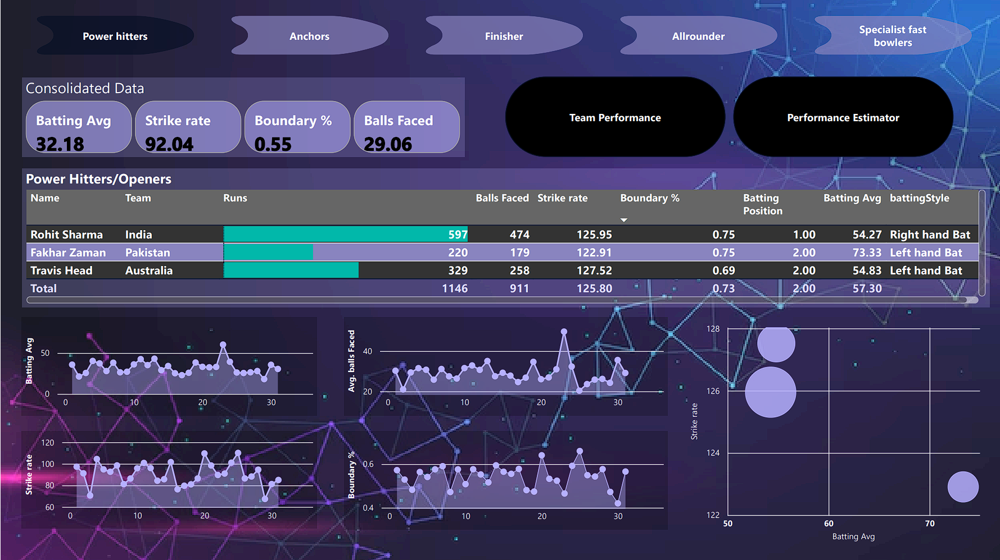 Power hitters
Anchors
Finisher
Allrounder
Specialist fast
bowlers
Consolidated Data
Batting Avg
32.18
Strike rate
92.04
Boundary %
0.55
Balls Faced
29.06
Team Performance
Performance Estimator
Power Hitters/Openers
Name Team Runs Balls Faced Strike rate Boundary % Batting Position Batting Avg battingStyle
Rohit Sharma India 597 474 125.95 0.75 1.00 54.27 Right hand Bat
Fakhar Zaman Pakistan 220 179 122.91 0.75 2.00 73.33 Left hand Bat
Travis Head Australia 329 258 127.52 0.69 2.00 54.83 Left hand Bat
Total 1146 911 125.80 0.73 2.00 57.30
Batting Avg
50
0
0 10 20 30
Avg. balls Faced
40
20
0 10 20 30
Strike rate
120
100
80
60
0 10 20 30
Boundary %
0.6
0.4
0 10 20 30
Strike rate
128
126
124
122
50 60 70
Batting Avg